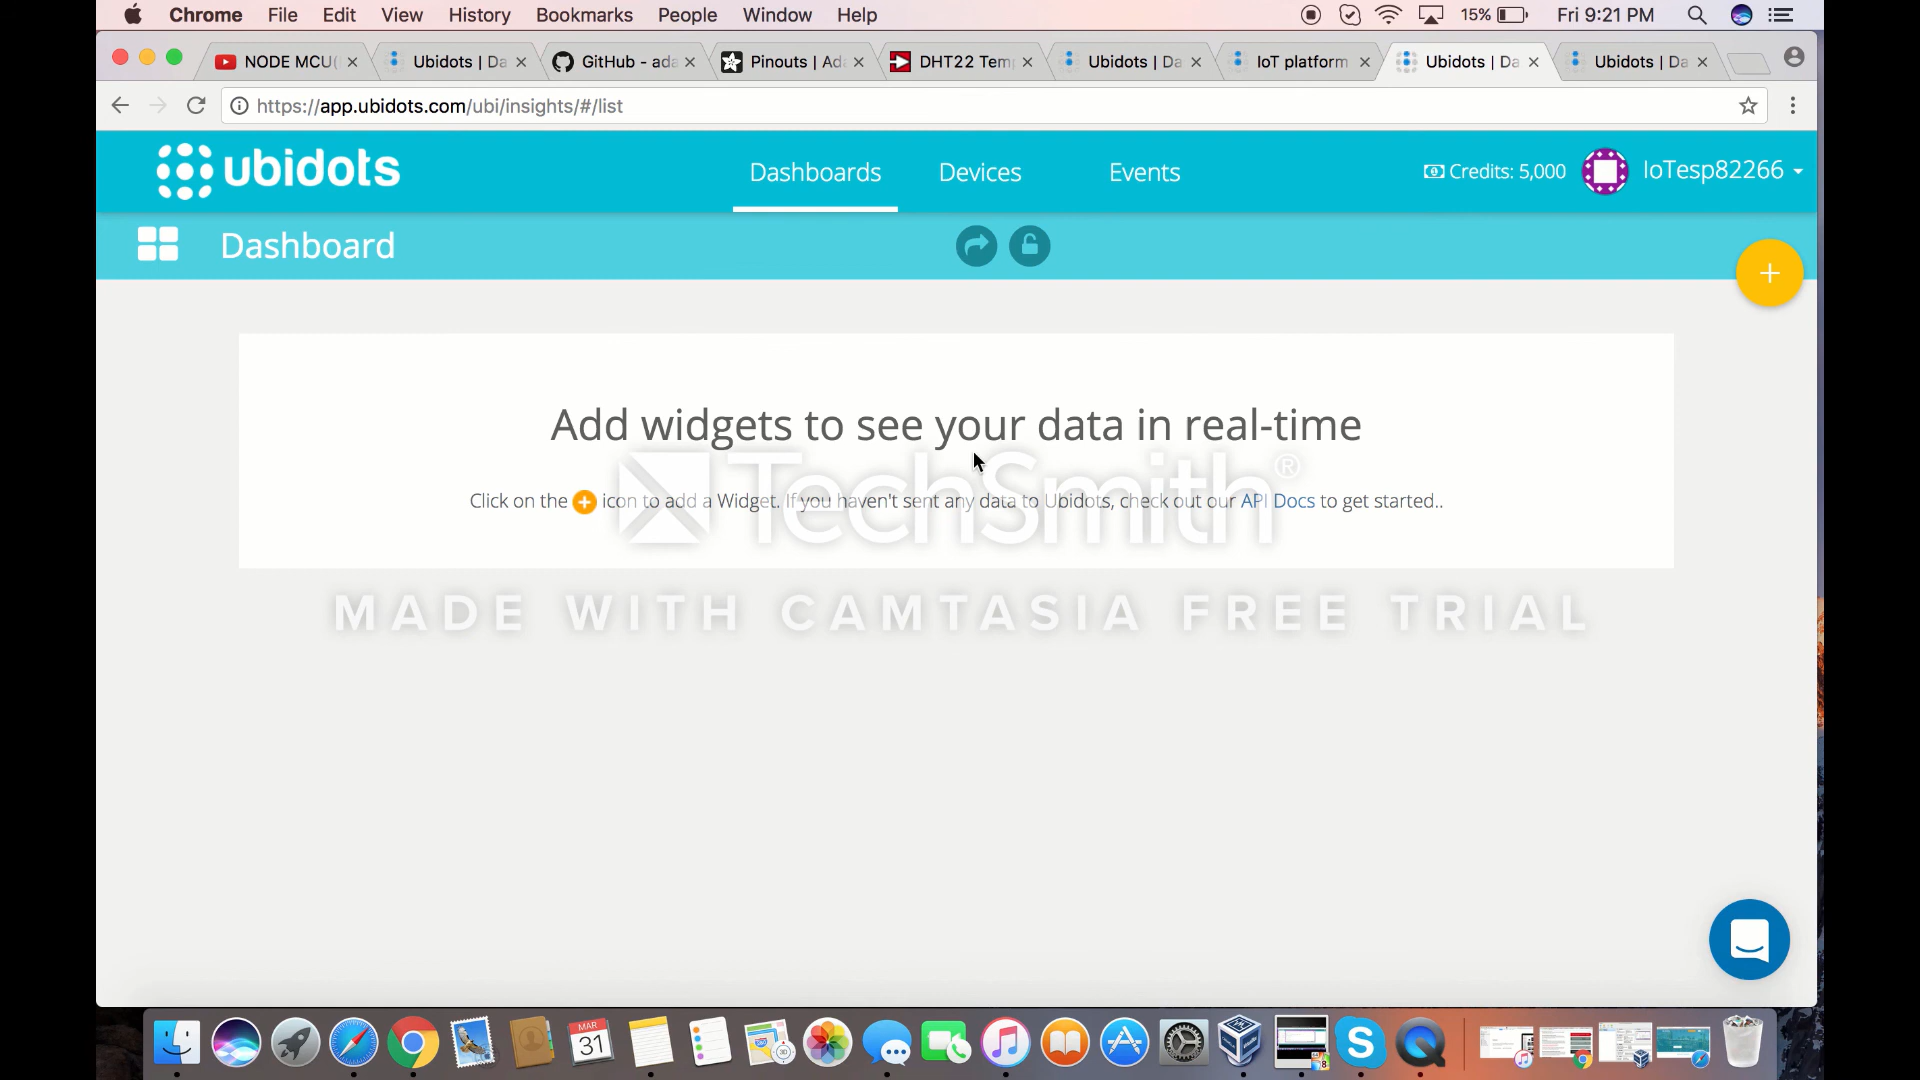 Chrome File Edit View History Bookmarks People Window Help 15% Fri 9:21 PM
NODE MCU( Ubidots | Da GitHub - ada Pinouts | Ada DHT22 Tem Ubidots | Da IoT platform Ubidots | Da Ubidots | Da
https://app.ubidots.com/ubi/insights/#/list
ubidots Dashboards Devices Events Credits: 5,000 IoTesp82266
Dashboard
+
Add widgets to see your data in real-time
TechSmith®
Click on the + icon to add a Widget. If you haven't sent any data to Ubidots, check out our API Docs to get started..
MADE WITH CAMTASIA FREE TRIAL
MAR
31